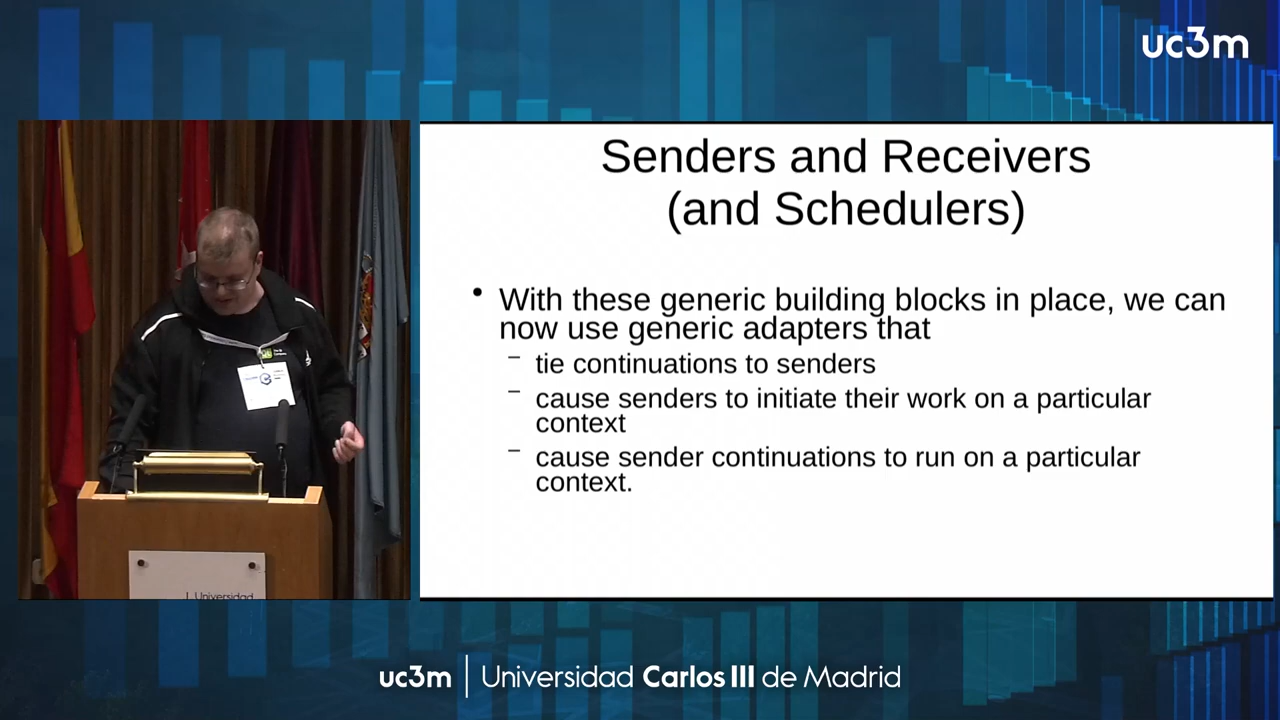 uc3m
Senders and Receivers
(and Schedulers)
• With these generic building blocks in place, we can
now use generic adapters that
– tie continuations to senders
– cause senders to initiate their work on a particular
context
– cause sender continuations to run on a particular
context.
Universidad
uc3m | Universidad Carlos III de Madrid